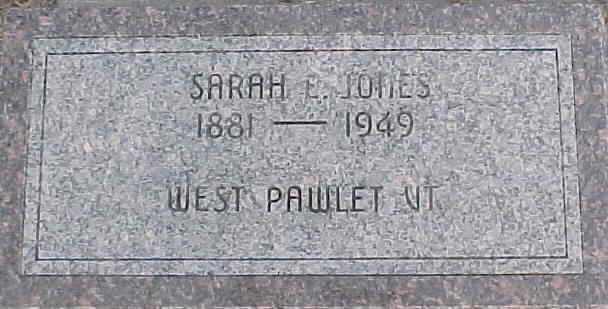 SARAH E. JONES
1881 — 1949
WEST PAWLET VT